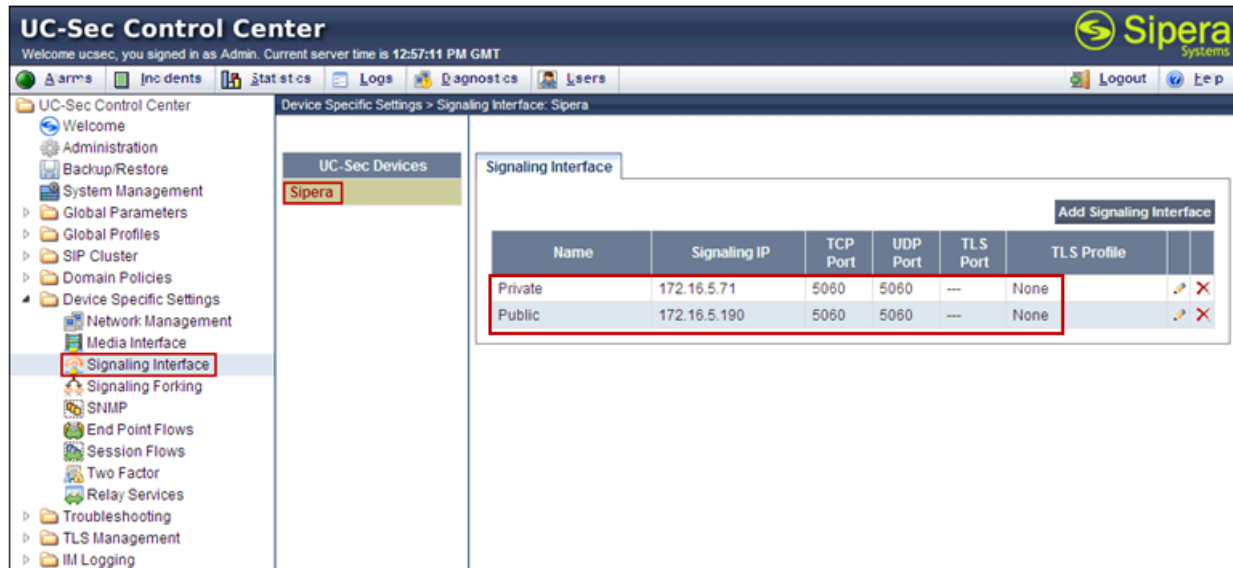 UC-Sec Control Center
Welcome ucsec, you signed in as Admin. Current server time is 12:57:11 PM GMT
Sipera
Systems
Alarms Incidents Statistics Logs Diagnostics Users Logout Help
UC-Sec Control Center
Welcome
Administration
Backup/Restore
System Management
Global Parameters
Global Profiles
SIP Cluster
Domain Policies
Device Specific Settings
Network Management
Media Interface
Signaling Interface
Signaling Forking
SNMP
End Point Flows
Session Flows
Two Factor
Relay Services
Troubleshooting
TLS Management
IM Logging
Device Specific Settings > Signaling Interface: Sipera
UC-Sec Devices
Sipera
Signaling Interface
Add Signaling Interface
Name Signaling IP TCP Port UDP Port TLS Port TLS Profile
Private 172.16.5.71 5060 5060 --- None
Public 172.16.5.190 5060 5060 --- None